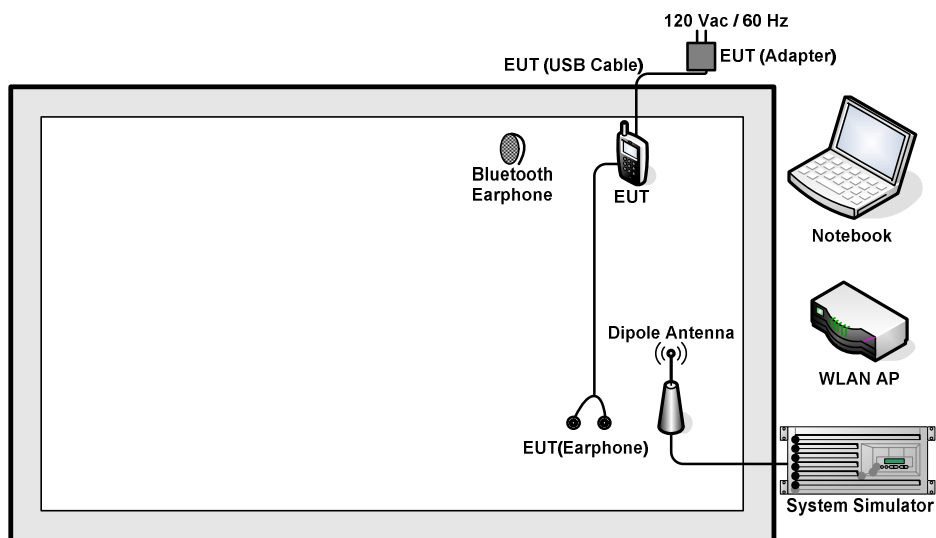 120 Vac / 60 Hz
EUT (Adapter)
EUT (USB Cable)
Bluetooth
Earphone
EUT
Notebook
Dipole Antenna
WLAN AP
EUT(Earphone)
System Simulator